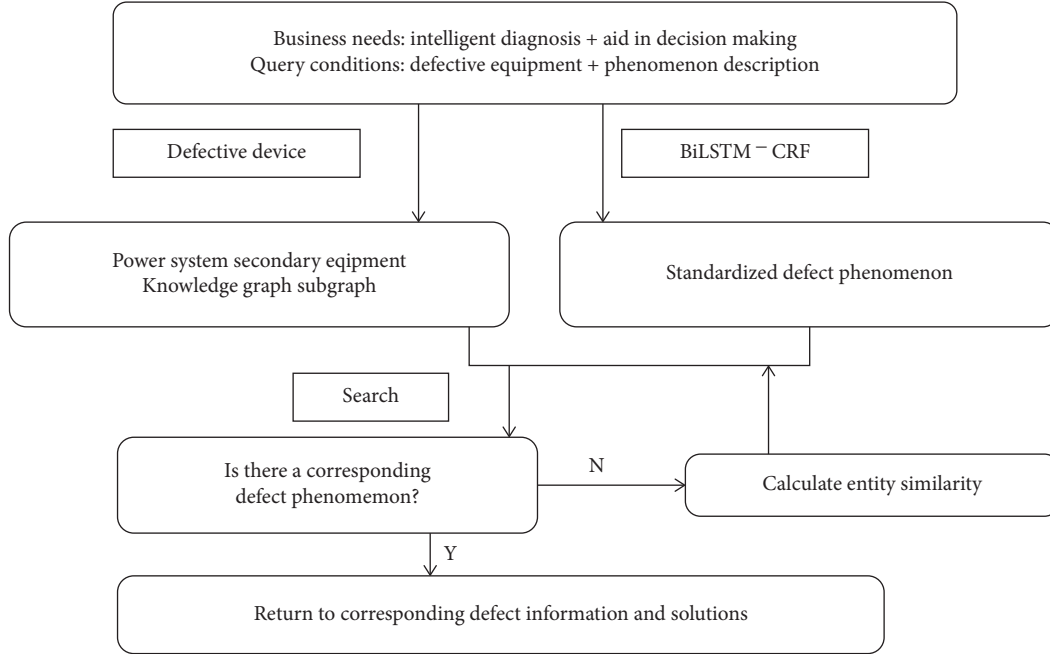 Business needs: intelligent diagnosis + aid in decision making
Query conditions: defective equipment + phenomenon description
Defective device
BiLSTM – CRF
Power system secondary eqipment
Knowledge graph subgraph
Standardized defect phenomenon
Search
Is there a corresponding
defect phenomemon?
N
Calculate entity similarity
Y
Return to corresponding defect information and solutions